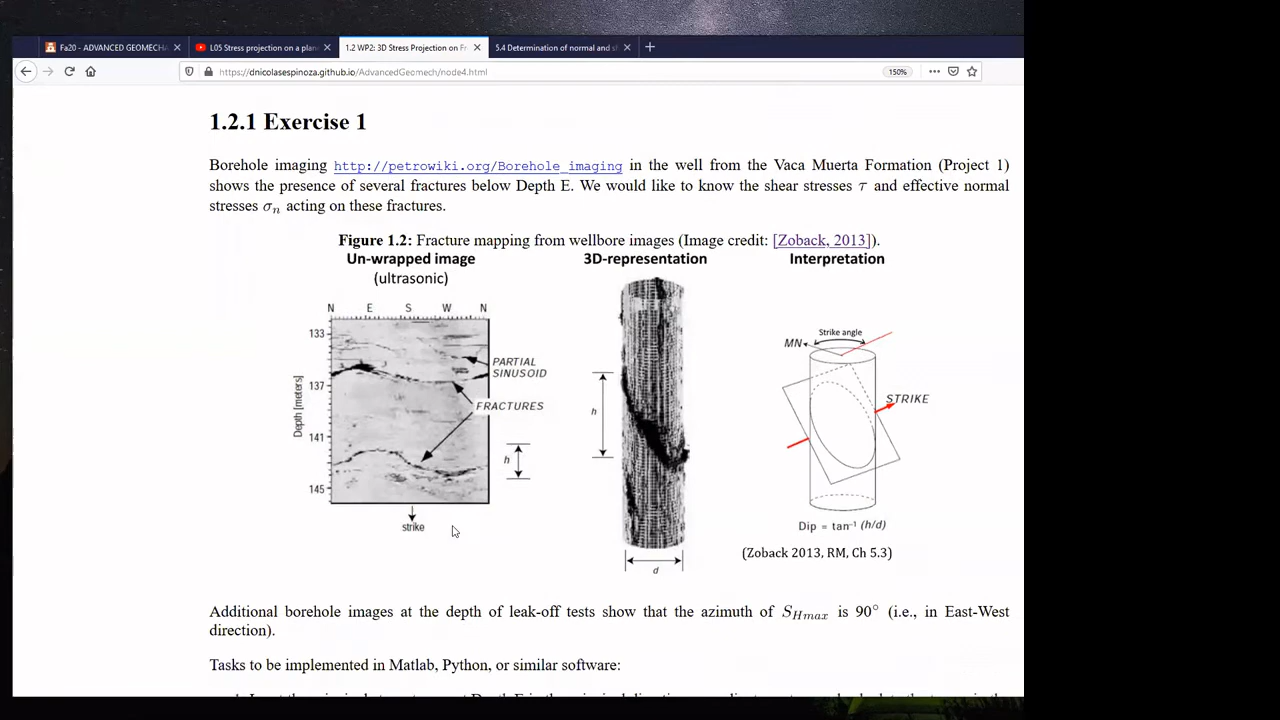 Fa20 - ADVANCED GEOMECHA
L05 Stress projection on a plan
1.2 WP2: 3D Stress Projection on Fr
5.4 Determination of normal and sh
https://dnicolasespinoza.github.io/AdvancedGeomech/node4.html
150%
1.2.1 Exercise 1
Borehole imaging http://petrowiki.org/Borehole_imaging in the well from the Vaca Muerta Formation (Project 1)
shows the presence of several fractures below Depth E. We would like to know the shear stresses τ and effective normal
stresses σn acting on these fractures.
Figure 1.2: Fracture mapping from wellbore images (Image credit: [Zoback, 2013]).
Un-wrapped image
(ultrasonic)
3D-representation
Interpretation
N E S W N
133
137
141
145
Depth [meters]
PARTIAL
SINUSOID
FRACTURES
h
strike
h
d
Strike angle
MN
STRIKE
Dip = tan⁻¹ (h/d)
(Zoback 2013, RM, Ch 5.3)
Additional borehole images at the depth of leak-off tests show that the azimuth of SHmax is 90° (i.e., in East-West
direction).
Tasks to be implemented in Matlab, Python, or similar software: